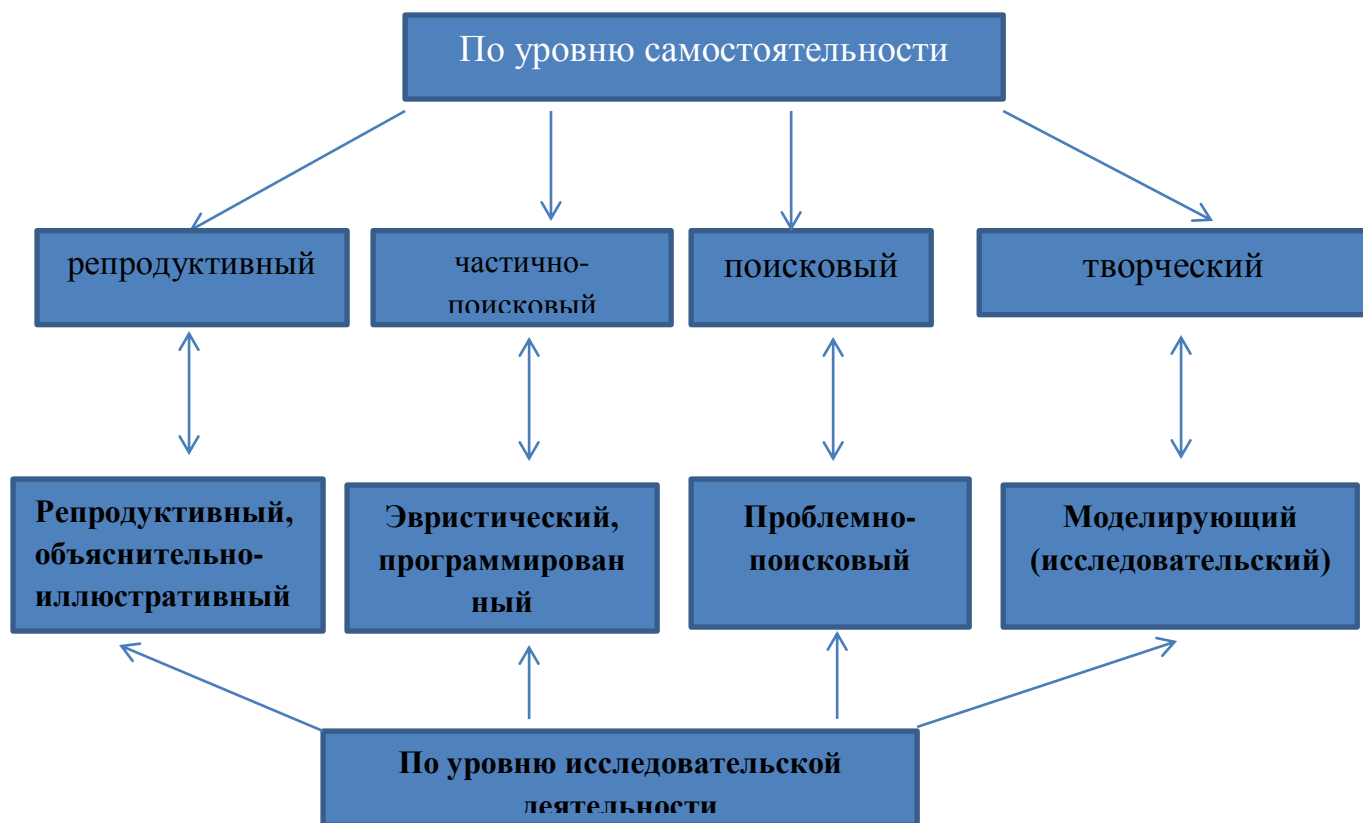 По уровню самостоятельности
репродуктивный
частично-
поисковый
поисковый
творческий
Репродуктивный,
объяснительно-
иллюстративный
Эвристический,
программирован
ный
Проблемно-
поисковый
Моделирующий
(исследовательский)
По уровню исследовательской
деятельности